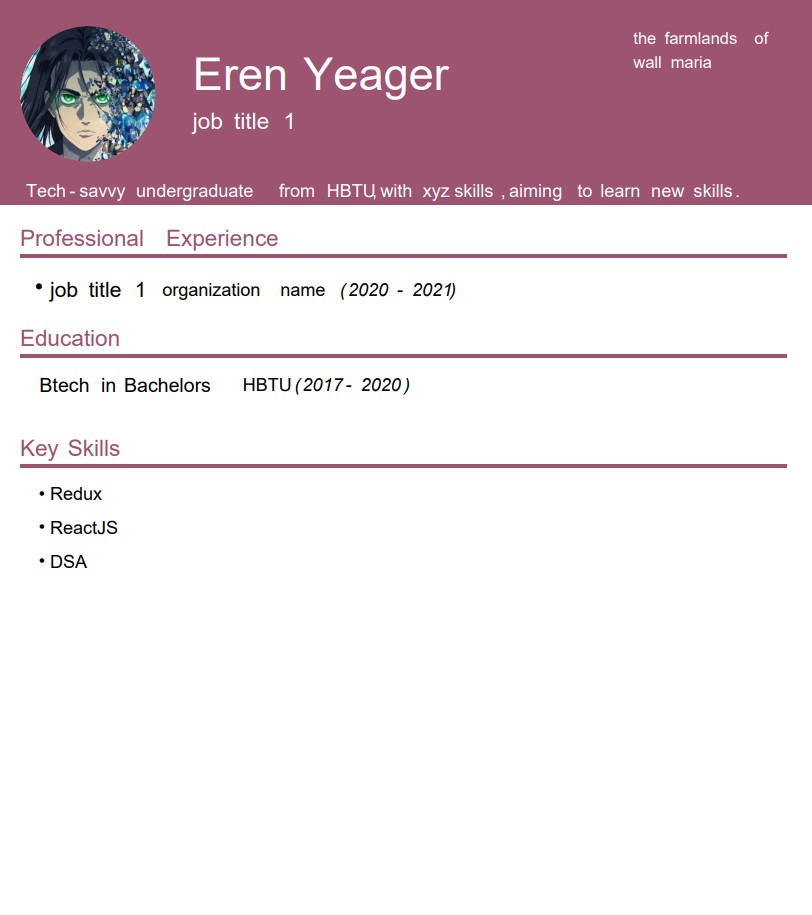 Eren Yeager
job title 1
the farmlands of
wall maria
Tech-savvy undergraduate from HBTU, with xyz skills , aiming to learn new skills.
Professional Experience
• job title 1 organization name (2020 - 2021)
Education
Btech in Bachelors HBTU (2017 - 2020)
Key Skills
• Redux
• ReactJS
• DSA